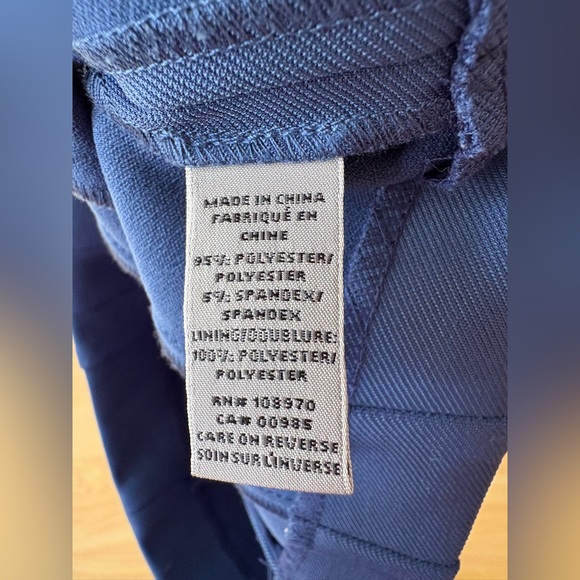 MADE IN CHINA
FABRIQUÉ EN
CHINE
95% POLYESTER/
POLYESTER
5% SPANDEX/
SPANDEX
LINING/DOUBLURE:
100% POLYESTER/
POLYESTER
RN# 108970
CA# 00985
CARE ON REVERSE
SOIN SUR L'INVERSE